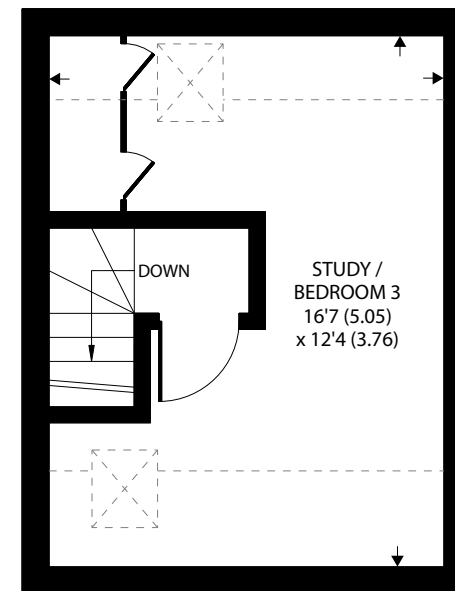 DOWN
STUDY /
BEDROOM 3
16'7 (5.05)
x 12'4 (3.76)